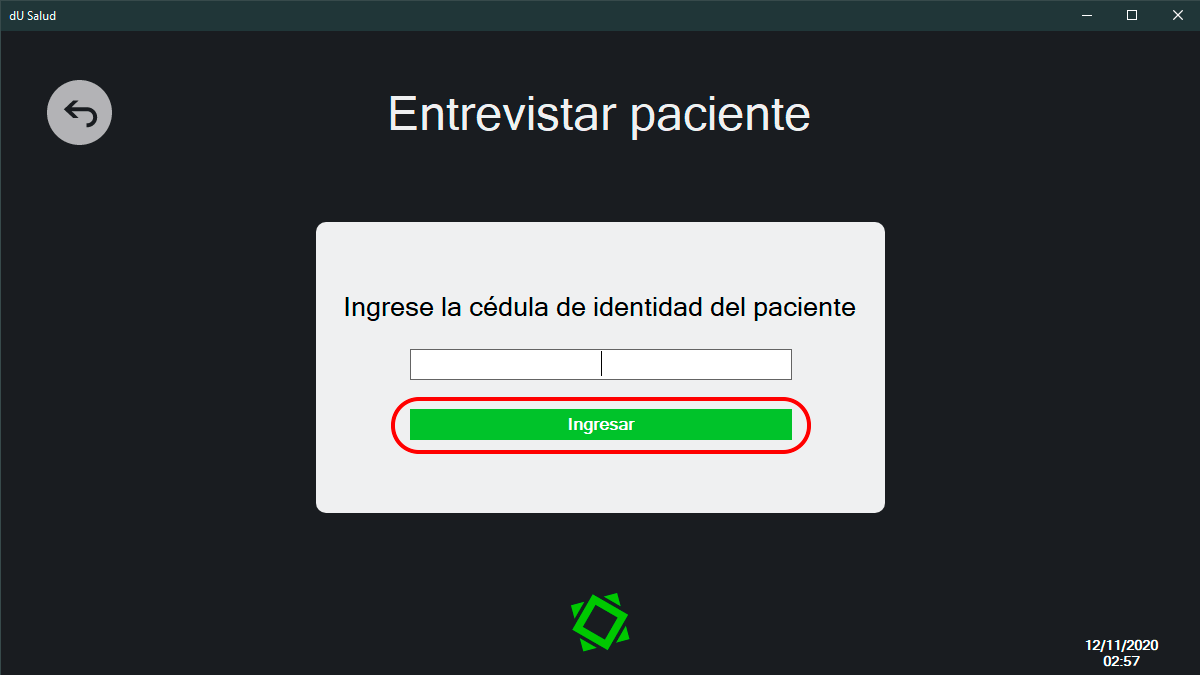 dU Salud
Entrevistar paciente
Ingrese la cédula de identidad del paciente
Ingresar
12/11/2020
02:57